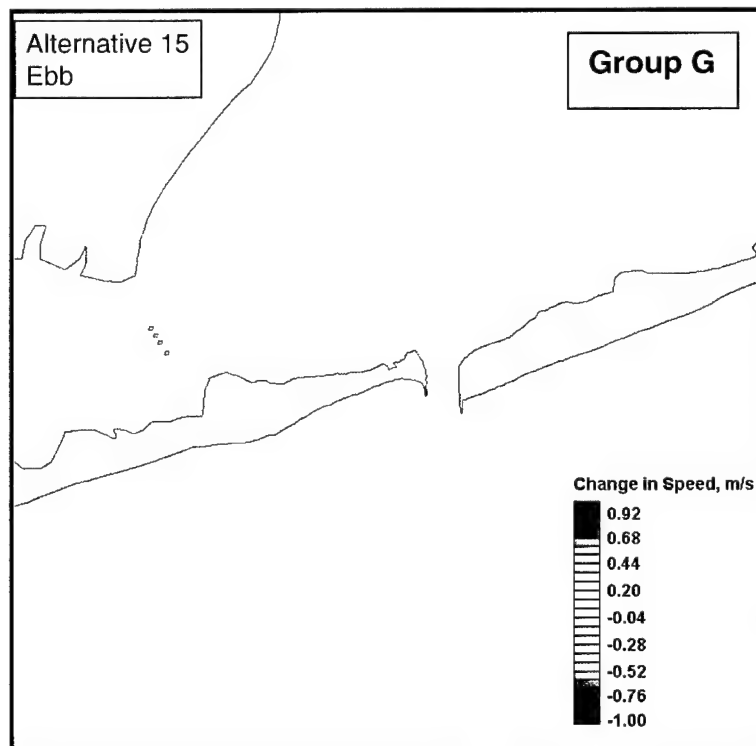 Alternative 15
Ebb
Group G
Change in Speed, m/s
0.92
0.68
0.44
0.20
-0.04
-0.28
-0.52
-0.76
-1.00